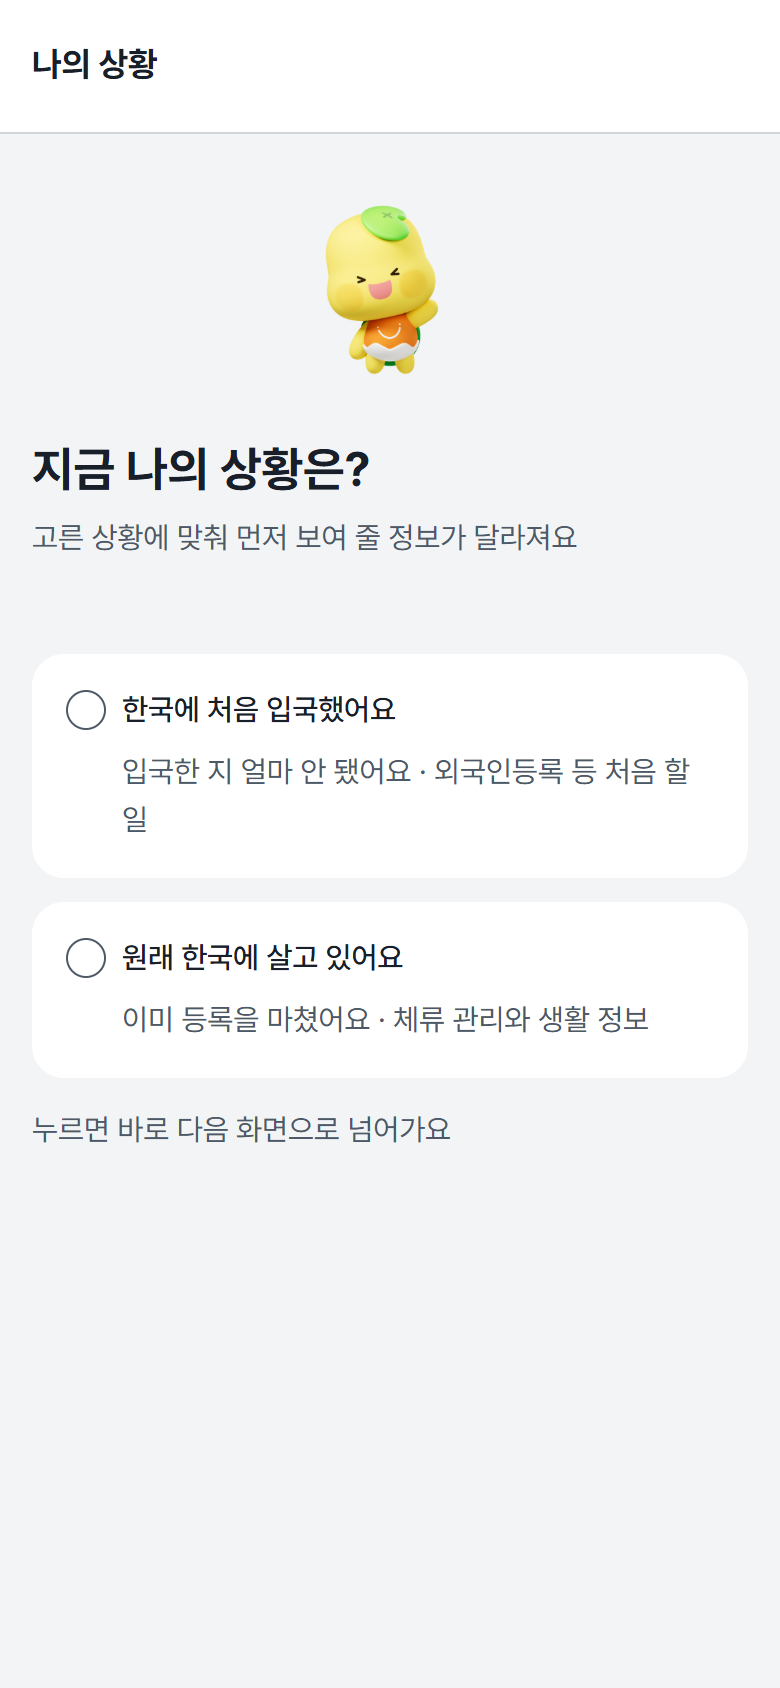 나의 상황
지금 나의 상황은?
고른 상황에 맞춰 먼저 보여 줄 정보가 달라져요
한국에 처음 입국했어요
입국한 지 얼마 안 됐어요 · 외국인등록 등 처음 할
일
원래 한국에 살고 있어요
이미 등록을 마쳤어요 · 체류 관리와 생활 정보
누르면 바로 다음 화면으로 넘어가요